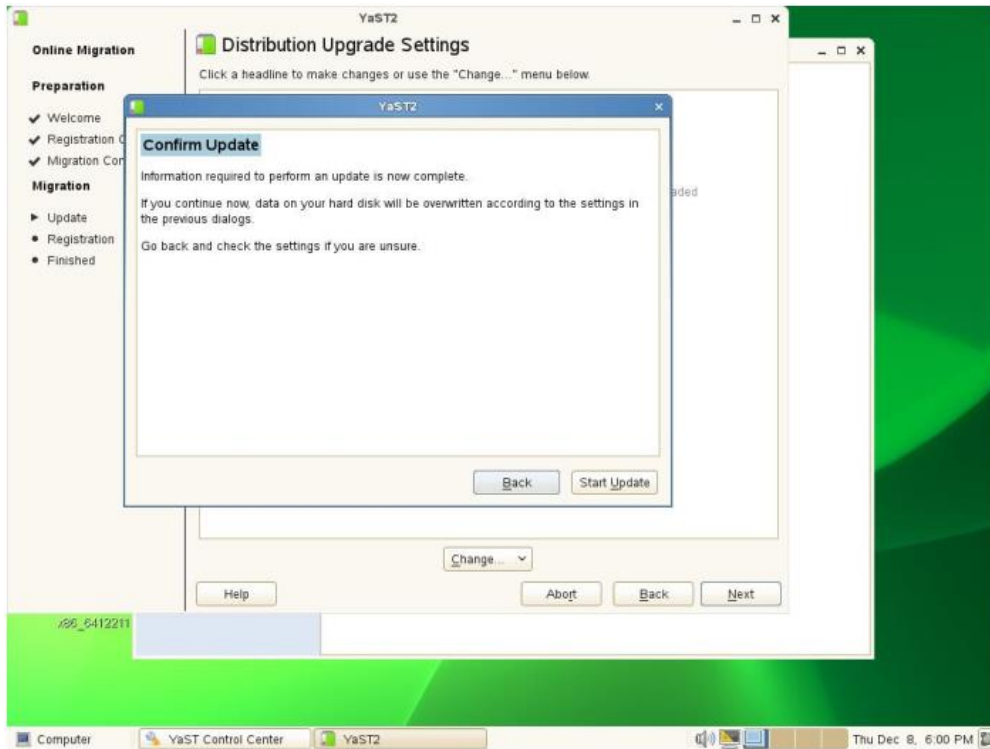 YaST2
Online Migration
Preparation
Welcome
Registration
Migration
Migration
Update
Registration
Finished
Distribution Upgrade Settings
Click a headline to make changes or use the "Change..." menu below.
YaST2
Confirm Update
Information required to perform an update is now complete.
If you continue now, data on your hard disk will be overwritten according to the settings in
the previous dialogs.
Go back and check the settings if you are unsure.
Back Start Update
Change...
Help Abort Back Next
x86_6412211
Computer YaST Control Center YaST2 Thu Dec 8, 6:00 PM